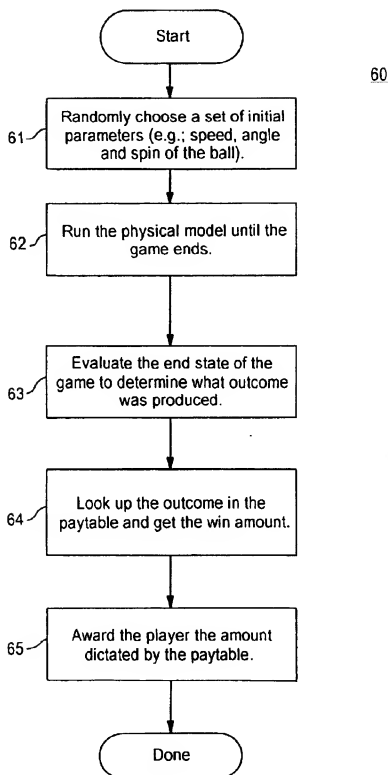 Start
60
61
Randomly choose a set of initial
parameters (e.g.; speed, angle
and spin of the ball).
62
Run the physical model until the
game ends.
63
Evaluate the end state of the
game to determine what outcome
was produced.
64
Look up the outcome in the
paytable and get the win amount.
65
Award the player the amount
dictated by the paytable.
Done